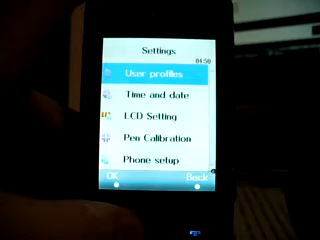 Settings
04:50
User profiles
Time and date
LCD Setting
Pen Calibration
Phone setup
OK
Back